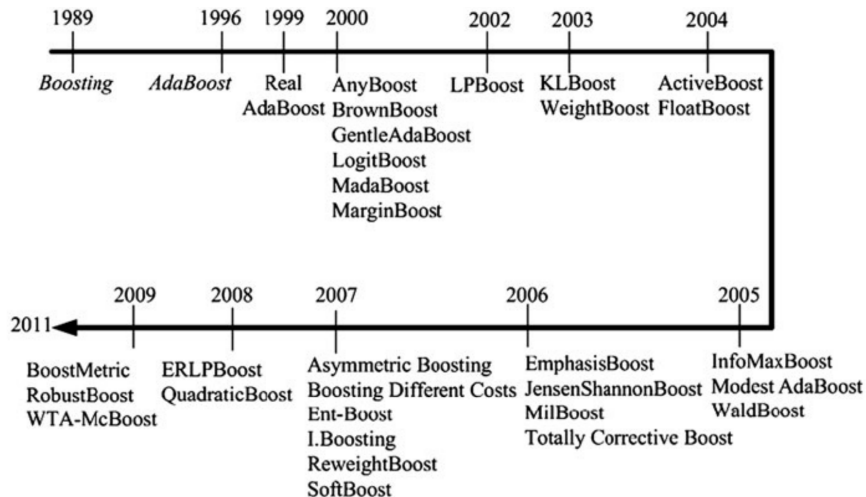 1989 1996 1999 2000 2002 2003 2004
Boosting AdaBoost Real AnyBoost LPBoost KLBoost ActiveBoost
AdaBoost BrownBoost WeightBoost FloatBoost
GentleAdaBoost
LogitBoost
MadaBoost
MarginBoost
2009 2008 2007 2006 2005
2011
BoostMetric ERLPBoost Asymmetric Boosting EmphasisBoost InfoMaxBoost
RobustBoost QuadraticBoost Boosting Different Costs JensenShannonBoost Modest AdaBoost
WTA-McBoost Ent-Boost MilBoost WaldBoost
I.Boosting Totally Corrective Boost
ReweightBoost
SoftBoost